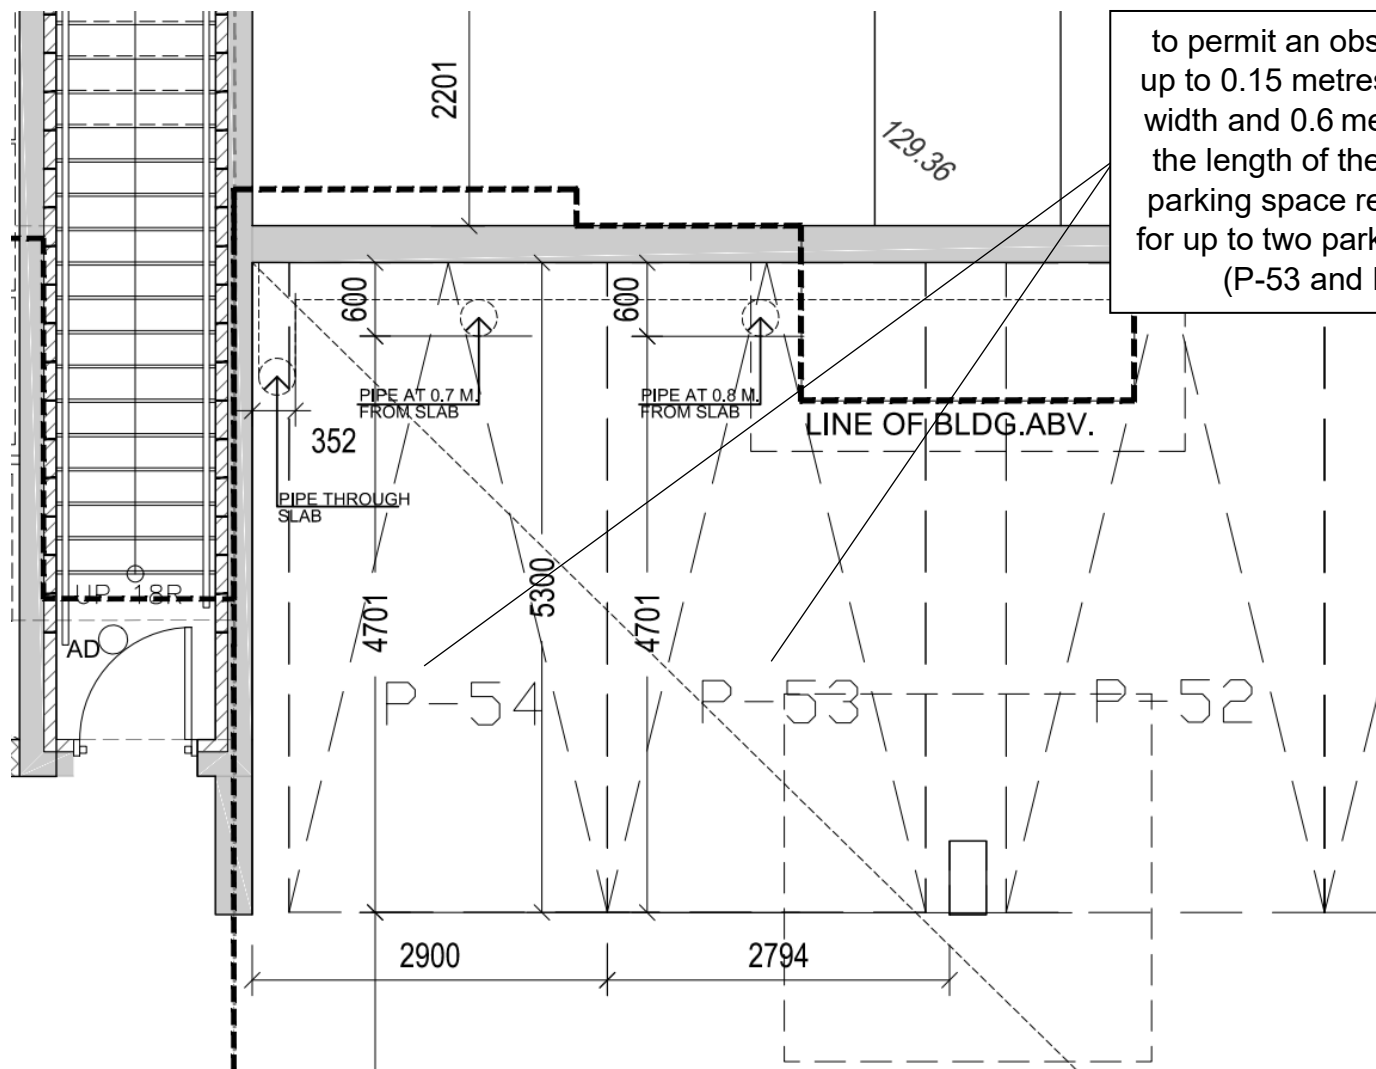 to permit an obs
up to 0.15 metres
width and 0.6 me
the length of the
parking space re
for up to two park
(P-53 and
2201
129.36
600
600
PIPE AT 0.7 M.
FROM SLAB
PIPE AT 0.8 M.
FROM SLAB
LINE OF BLDG.ABV.
352
PIPE THROUGH
SLAB
UP 18R
AD
4701
5300
4701
P-54
P-53
P-52
2900
2794